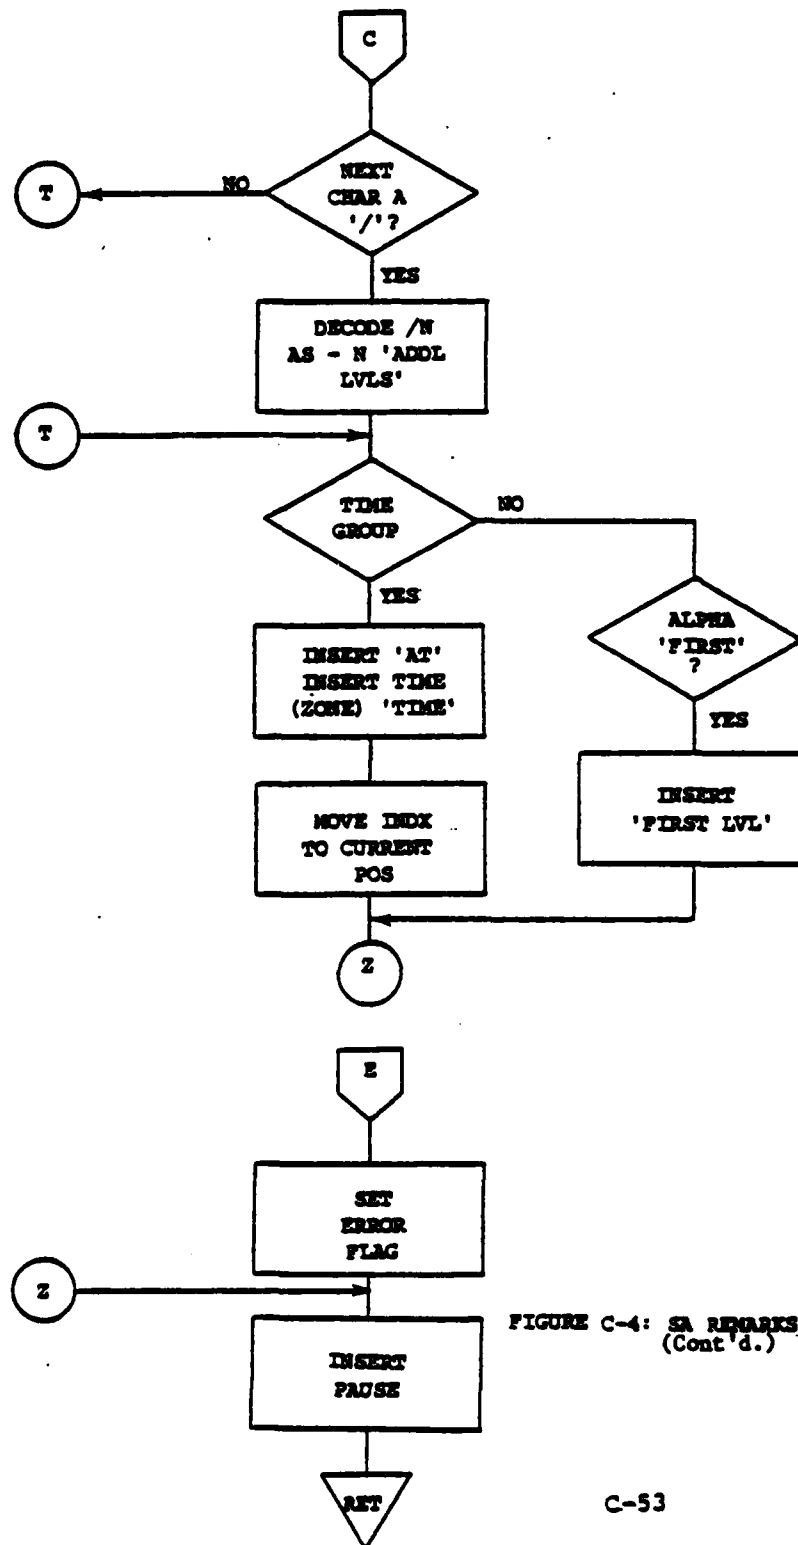 C
NEXT
CHAR A
'/'?
NO
T
YES
DECODE /N
AS - N 'ADDL
LVLS'
T
TIME
GROUP
NO
YES
ALPHA
'FIRST'
?
YES
INSERT 'AT'
INSERT TIME
(ZONE) 'TIME'
INSERT
'FIRST LVL'
MOVE INDX
TO CURRENT
POS
Z
E
SET
ERROR
FLAG
Z
INSERT
PAUSE
FIGURE C-4: SA REMARKS
(Cont'd.)
RET
C-53